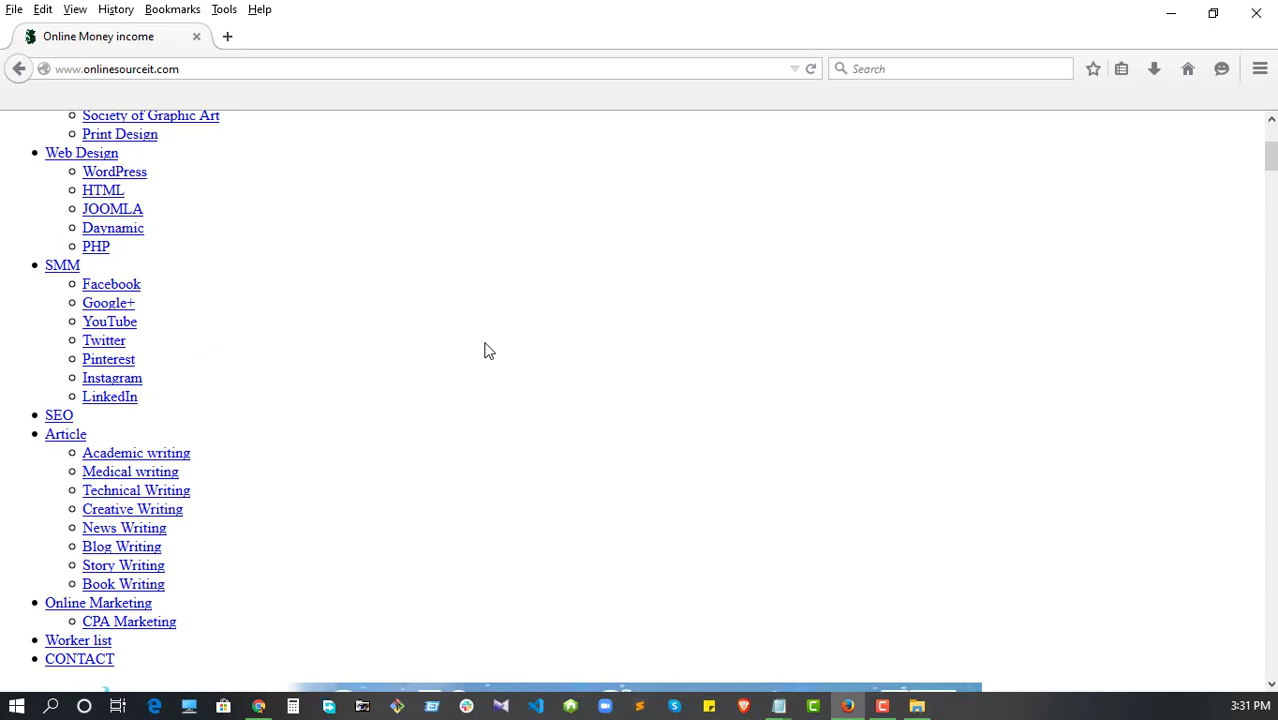 File Edit View History Bookmarks Tools Help
Online Money income
www.onlinesourceit.com
Search
Society of Graphic Art
Print Design
Web Design
WordPress
HTML
JOOMLA
Daynamic
PHP
SMM
Facebook
Google+
YouTube
Twitter
Pinterest
Instagram
LinkedIn
SEO
Article
Academic writing
Medical writing
Technical Writing
Creative Writing
News Writing
Blog Writing
Story Writing
Book Writing
Online Marketing
CPA Marketing
Worker list
CONTACT
3:31 PM